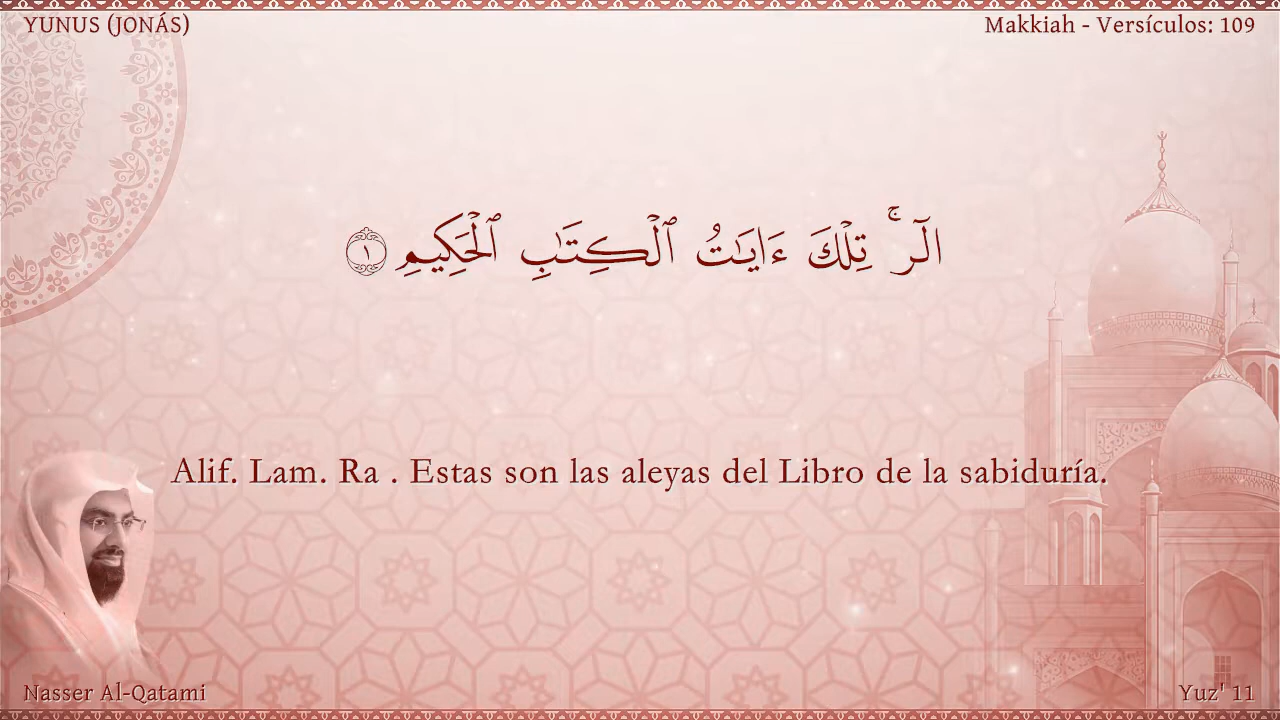 YUNUS (JONÁS)
Makkiah - Versículos: 109
الٓرۚ تِلْكَ ءَايَٰتُ ٱلْكِتَٰبِ ٱلْحَكِيمِ ١
Alif. Lam. Ra . Estas son las aleyas del Libro de la sabiduría.
Nasser Al-Qatami
Yuz' 11